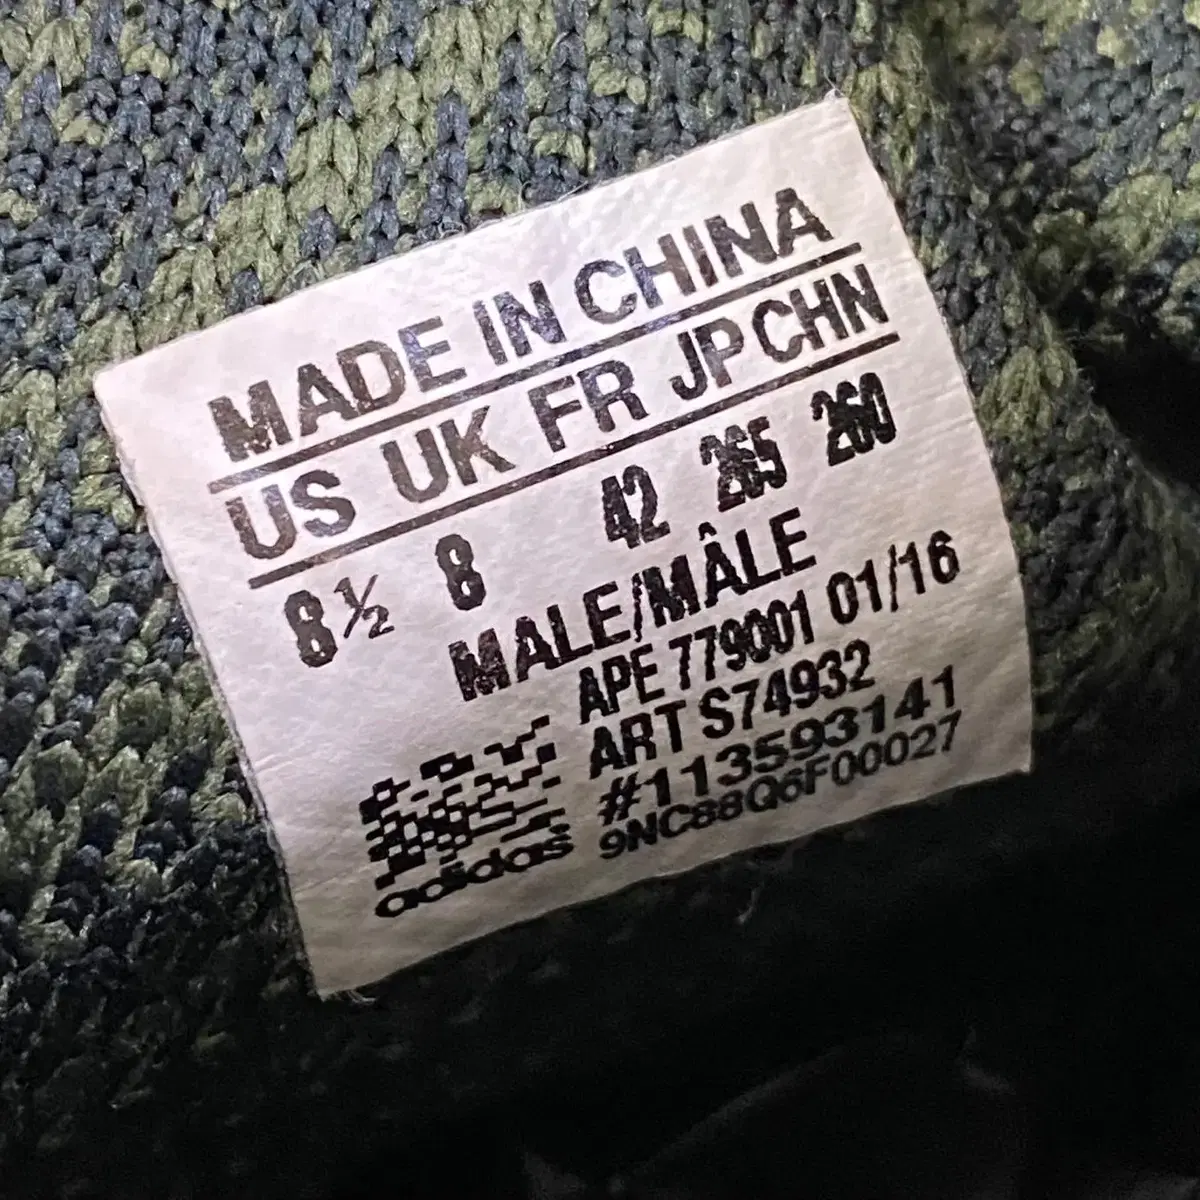 MADE IN CHINA
US UK FR JP CHN
8½ 8 42 265 260
MALE/MÂLE
APE 779001 01/16
ART S74932
#113593141
9NC88Q6F00027
adidas